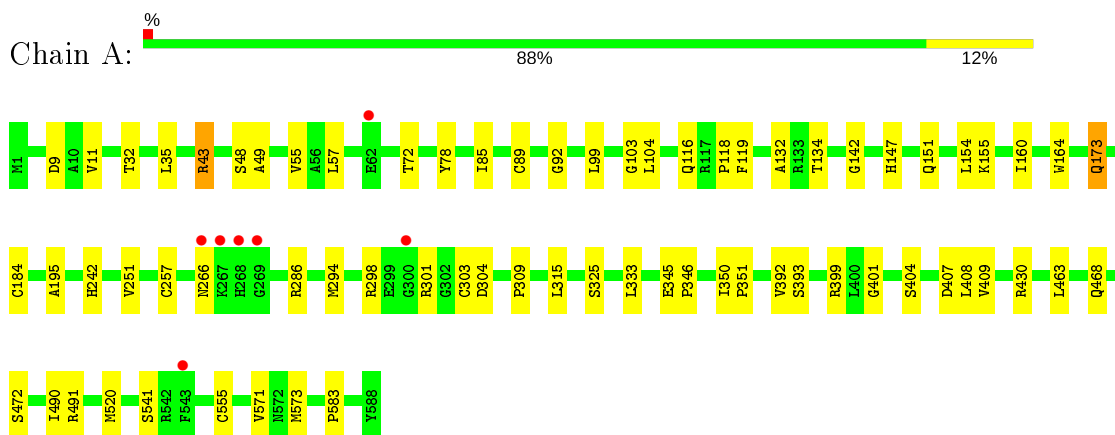 %
Chain A:
88% 12%
M1 D9 A10 V11 T32 L35 R43 S48 A49 V55 A56 L57 E62 T72 Y78 I85 C89 G92 L99 G103 L104 Q116 R117 P118 F119 A132 R133 T134 G142 H147 Q151 L154 K155 I160 W164 Q173
C184 A195 H242 V251 C257 N266 K267 H268 G269 R286 M294 R298 E299 G300 R301 G302 C303 D304 P309 L315 S325 L333 E345 P346 I350 P351 V392 S393 R399 L400 G401 S404 D407 L408 V409 R430 L463 Q468
S472 I490 R491 M520 S541 R542 F543 C555 V571 N572 M573 P583 Y588